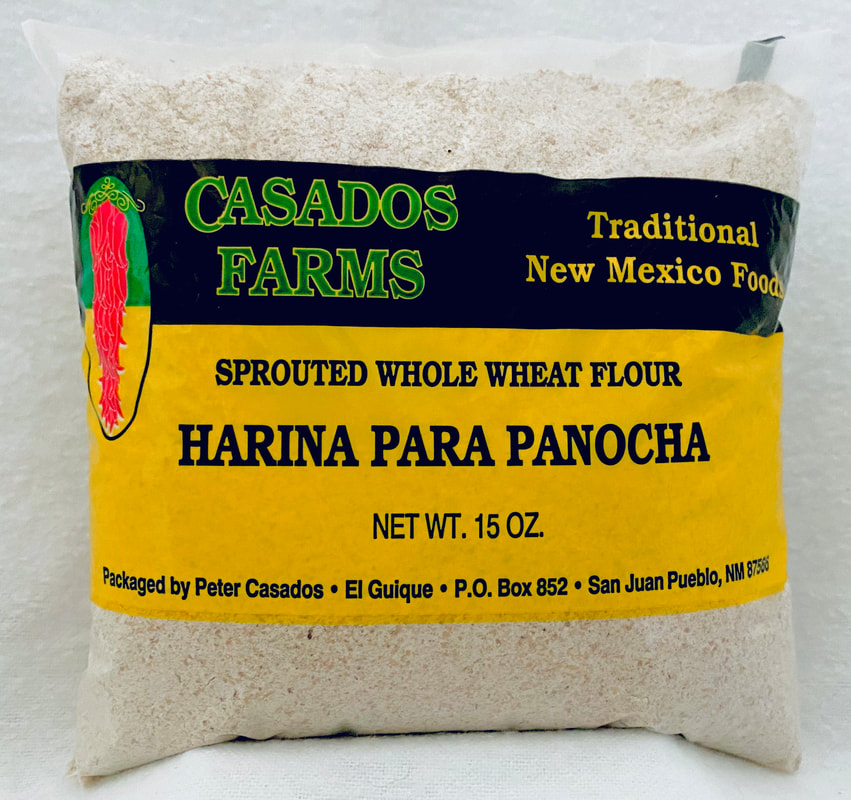 CASADOS
FARMS
Traditional
New Mexico Foods
SPROUTED WHOLE WHEAT FLOUR
HARINA PARA PANOCHA
NET WT. 15 OZ.
Packaged by Peter Casados • El Guique • P.O. Box 852 • San Juan Pueblo, NM 87566